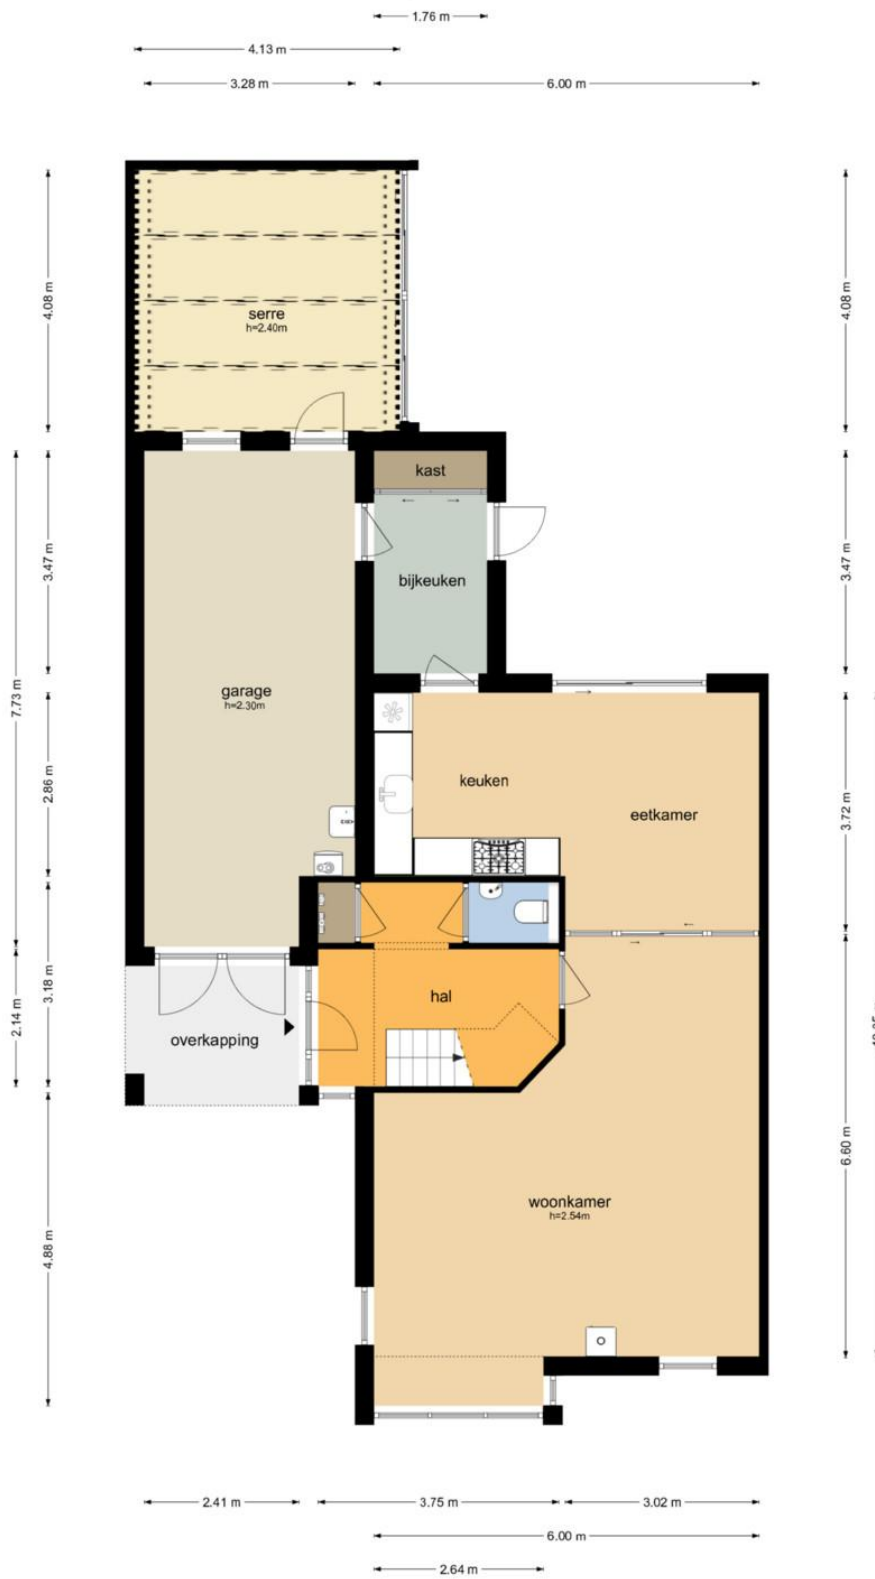 1.76 m
4.13 m
3.28 m
6.00 m
4.08 m
4.08 m
serre
h=2.40m
kast
3.47 m
3.47 m
bijkeuken
garage
h=2.30m
7.73 m
2.86 m
keuken
eetkamer
3.72 m
3.18 m
hal
2.14 m
overkapping
6.60 m
woonkamer
h=2.54m
4.88 m
2.41 m
3.75 m
3.02 m
6.00 m
2.64 m